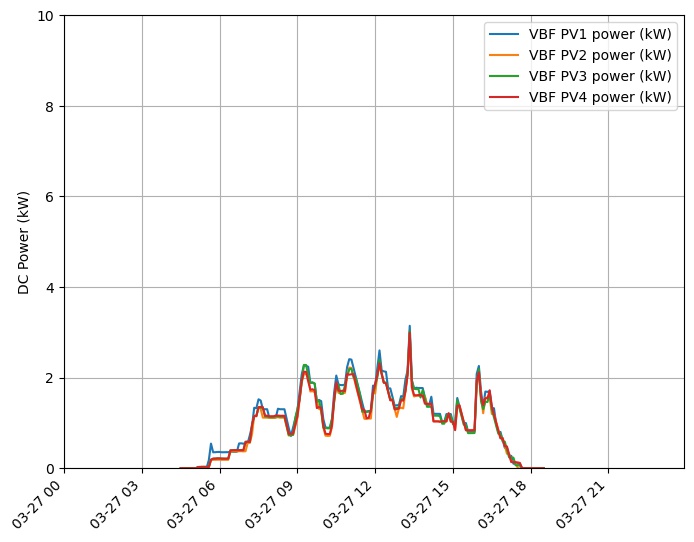 10
8
6
4
2
0
DC Power (kW)
VBF PV1 power (kW)
VBF PV2 power (kW)
VBF PV3 power (kW)
VBF PV4 power (kW)
03-27 00
03-27 03
03-27 06
03-27 09
03-27 12
03-27 15
03-27 18
03-27 21